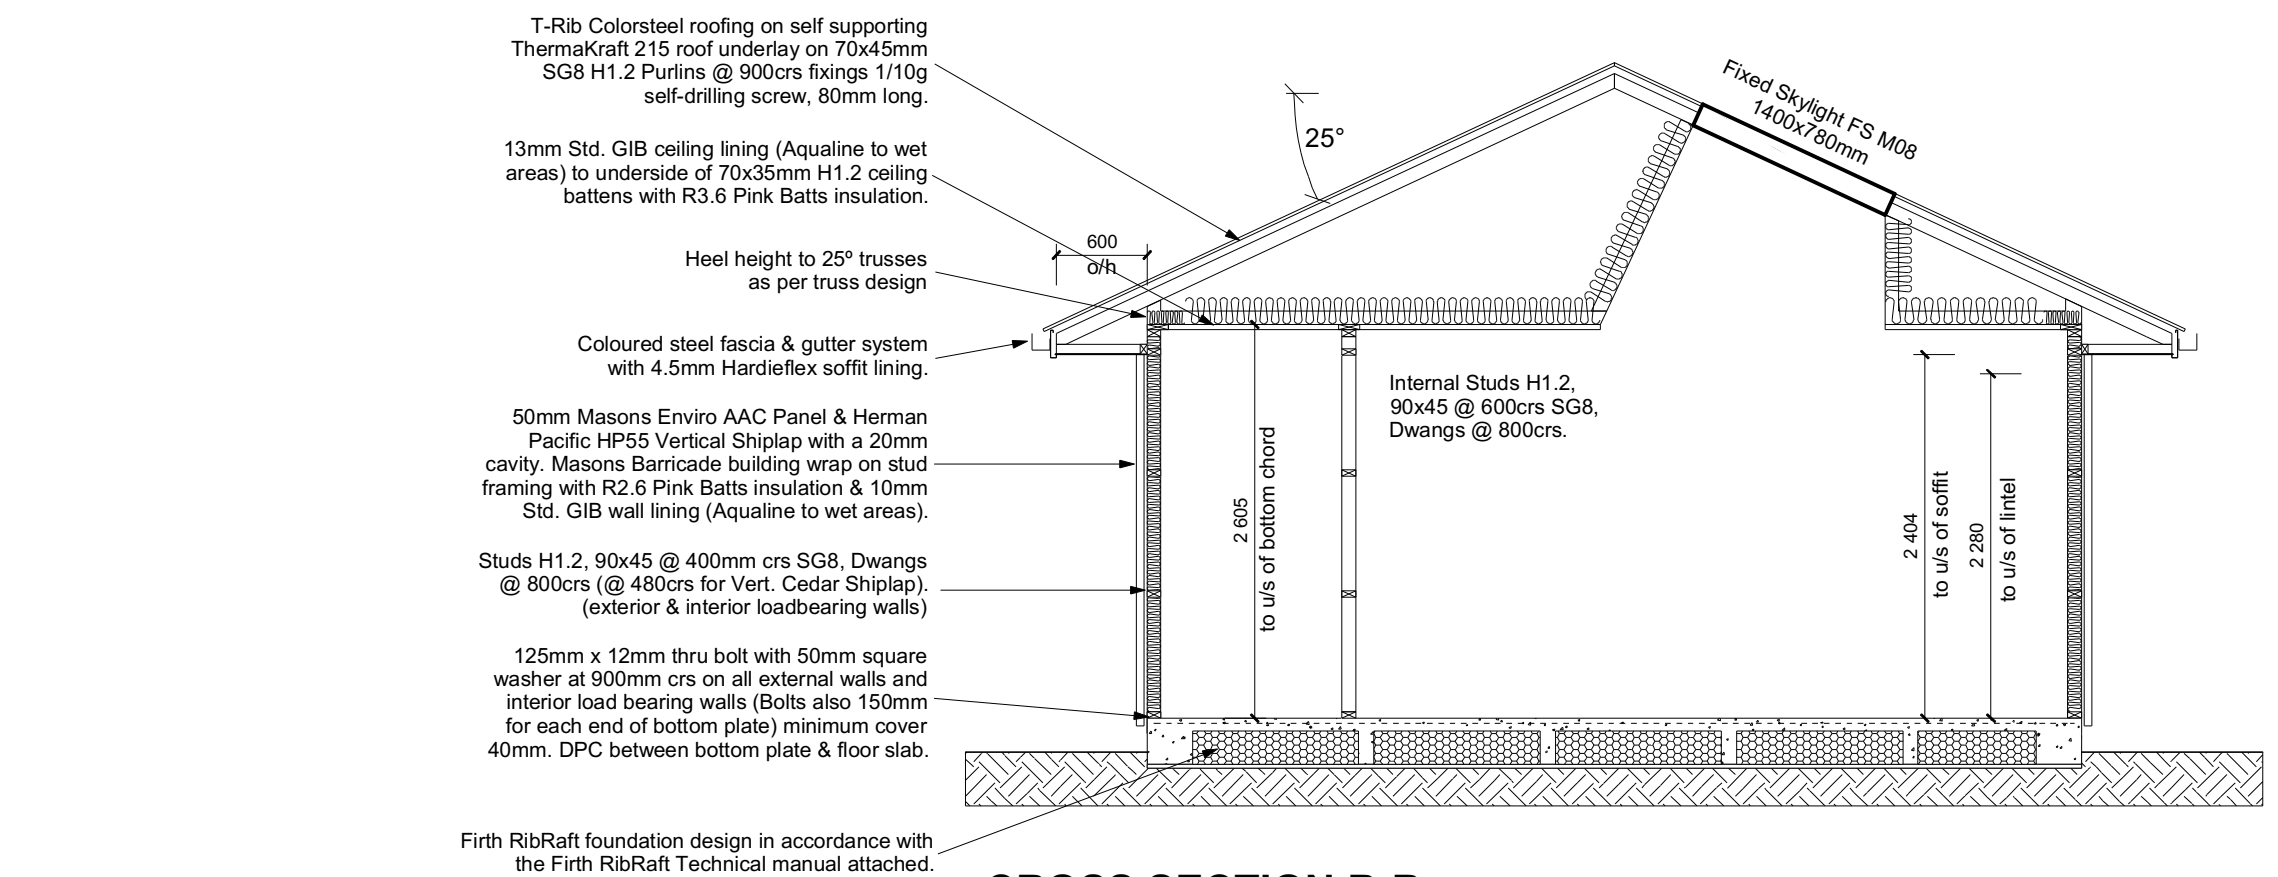 T-Rib Colorsteel roofing on self supporting
ThermaKraft 215 roof underlay on 70x45mm
SG8 H1.2 Purlins @ 900crs fixings 1/10g
self-drilling screw, 80mm long.
13mm Std. GIB ceiling lining (Aqualine to wet
areas) to underside of 70x35mm H1.2 ceiling
battens with R3.6 Pink Batts insulation.
Heel height to 25º trusses
as per truss design
Coloured steel fascia & gutter system
with 4.5mm Hardieflex soffit lining.
50mm Masons Enviro AAC Panel & Herman
Pacific HP55 Vertical Shiplap with a 20mm
cavity. Masons Barricade building wrap on stud
framing with R2.6 Pink Batts insulation & 10mm
Std. GIB wall lining (Aqualine to wet areas).
Studs H1.2, 90x45 @ 400mm crs SG8, Dwangs
@ 800crs (@ 480crs for Vert. Cedar Shiplap).
(exterior & interior loadbearing walls)
125mm x 12mm thru bolt with 50mm square
washer at 900mm crs on all external walls and
interior load bearing walls (Bolts also 150mm
for each end of bottom plate) minimum cover
40mm. DPC between bottom plate & floor slab.
Firth RibRaft foundation design in accordance with
the Firth RibRaft Technical manual attached.
600
o/h
25°
Fixed Skylight FS M08
1400x780mm
Internal Studs H1.2,
90x45 @ 600crs SG8,
Dwangs @ 800crs.
2 605
to u/s of bottom chord
2 404
to u/s of soffit
2 280
to u/s of lintel